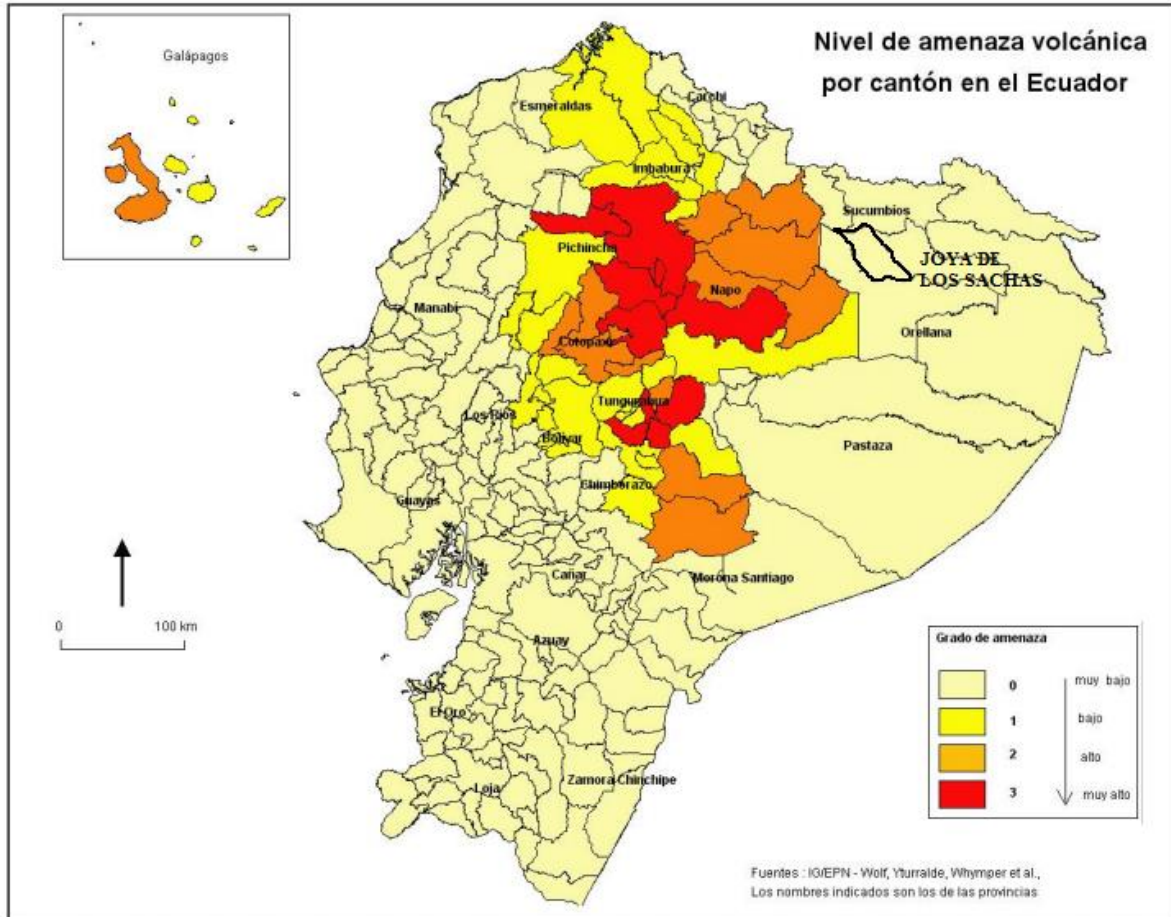 Nivel de amenaza volcánica
por cantón en el Ecuador
Galápagos
Esmeraldas
Carchi
Imbabura
Sucumbios
Pichincha
JOYA DE
LOS SACHAS
Napo
Manabí
Orellana
Cotopaxi
Los Ríos
Tungurahua
Bolívar
Pastaza
Chimborazo
Guayas
Cañar
Morona Santiago
0 100 km
Azuay
El Oro
Loja
Zamora Chinchipe
Grado de amenaza
0 muy bajo
1 bajo
2 alto
3 muy alto
Fuentes : IG/EPN - Wolf, Yturralde, Whymper et al.,
Los nombres indicados son los de las provincias